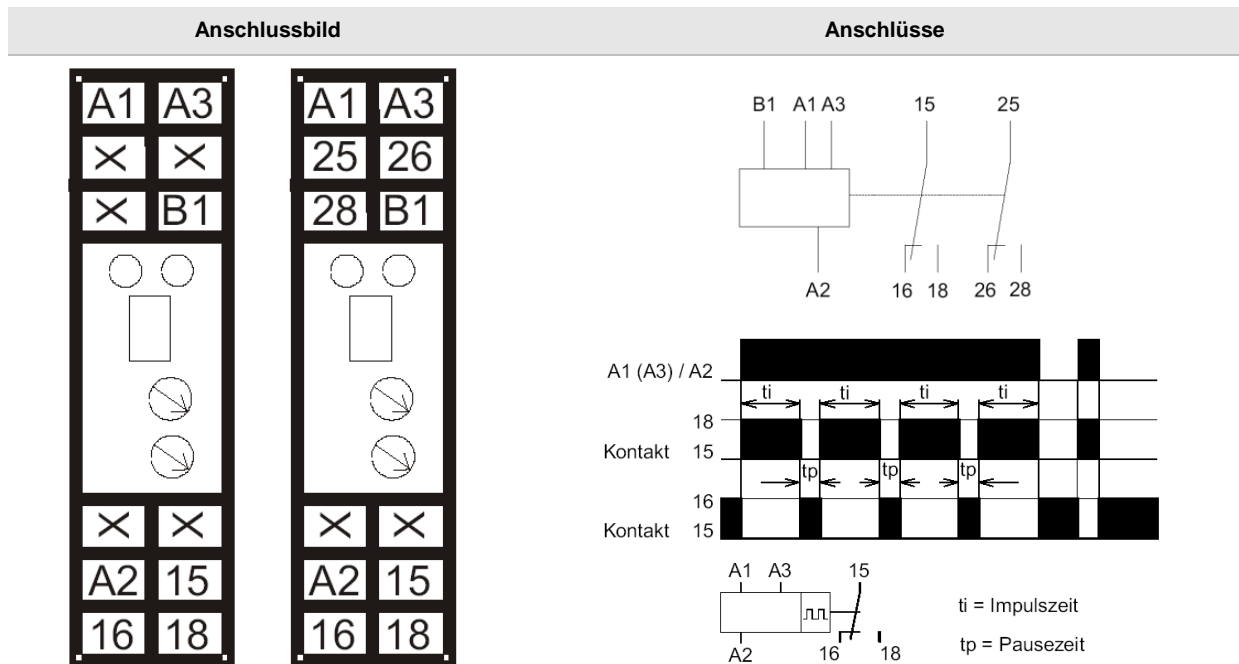 Anschlussbild
Anschlüsse
A1 A3
X X
X B1
X X
A2 15
16 18
A1 A3
25 26
28 B1
X X
A2 15
16 18
B1 A1 A3 15 25
A2 16 18 26 28
A1 (A3) / A2
ti ti ti ti
18
Kontakt 15
tp tp tp
16
Kontakt 15
A1 A3 15
A2 16 18
ti = Impulszeit
tp = Pausezeit